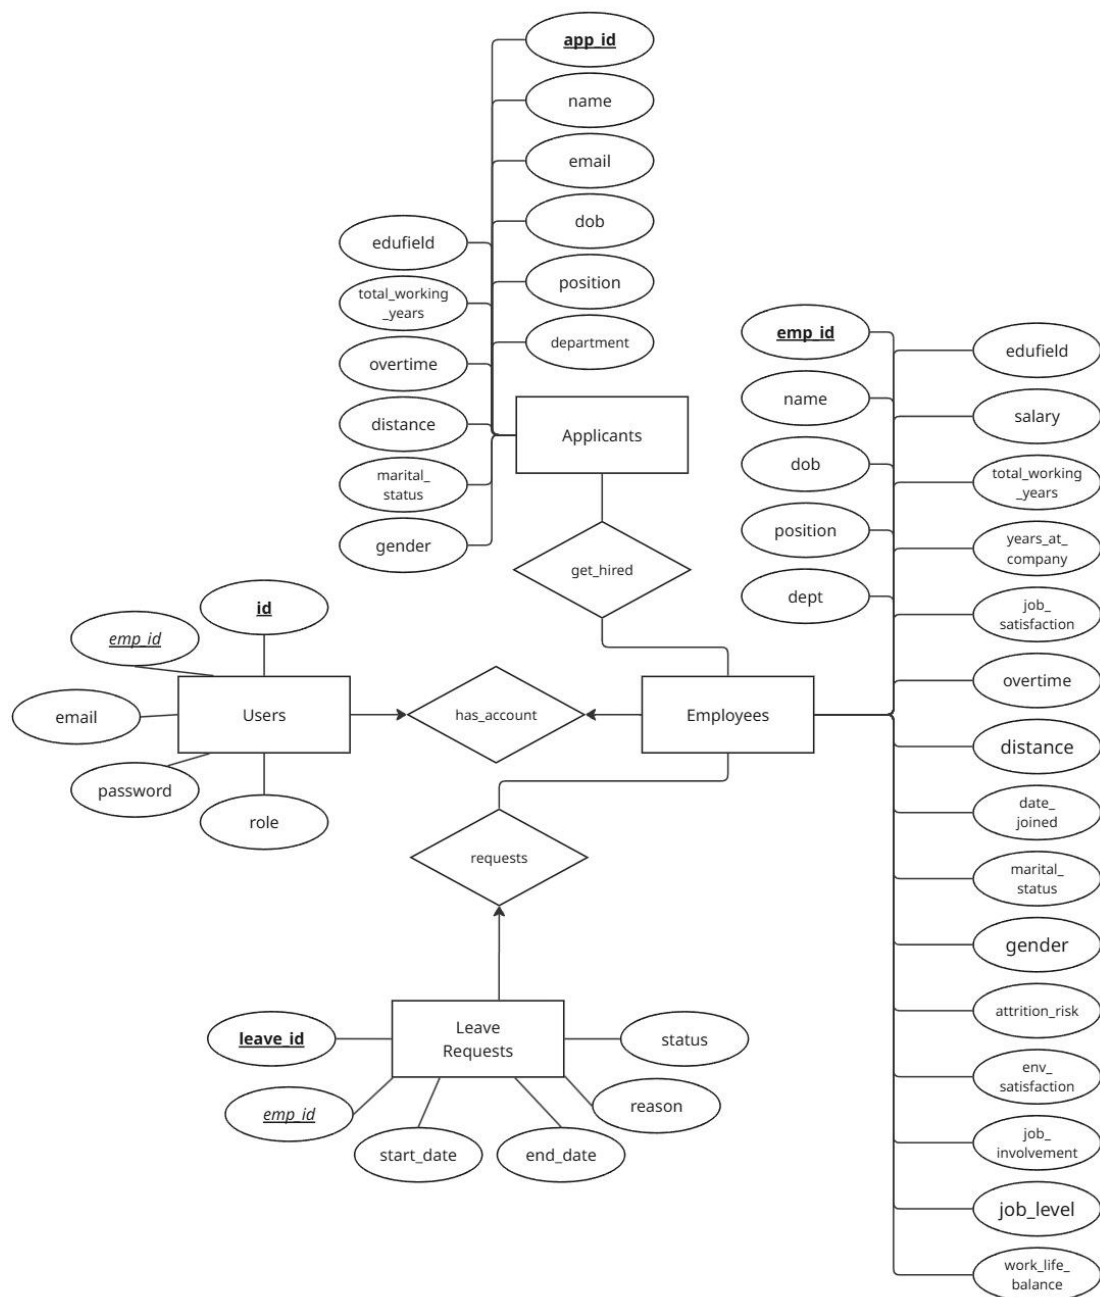 app_id
name
email
dob
position
department
edufield
total_working
_years
overtime
distance
marital_
status
gender
Applicants
get_hired
emp_id
name
dob
position
dept
edufield
salary
total_working
_years
years_at_
company
job_
satisfaction
overtime
distance
date_
joined
marital_
status
gender
attrition_risk
env_
satisfaction
job_
involvement
job_level
work_life_
balance
id
emp_id
email
password
role
Users
has_account
Employees
requests
Leave
Requests
leave_id
emp_id
start_date
end_date
reason
status